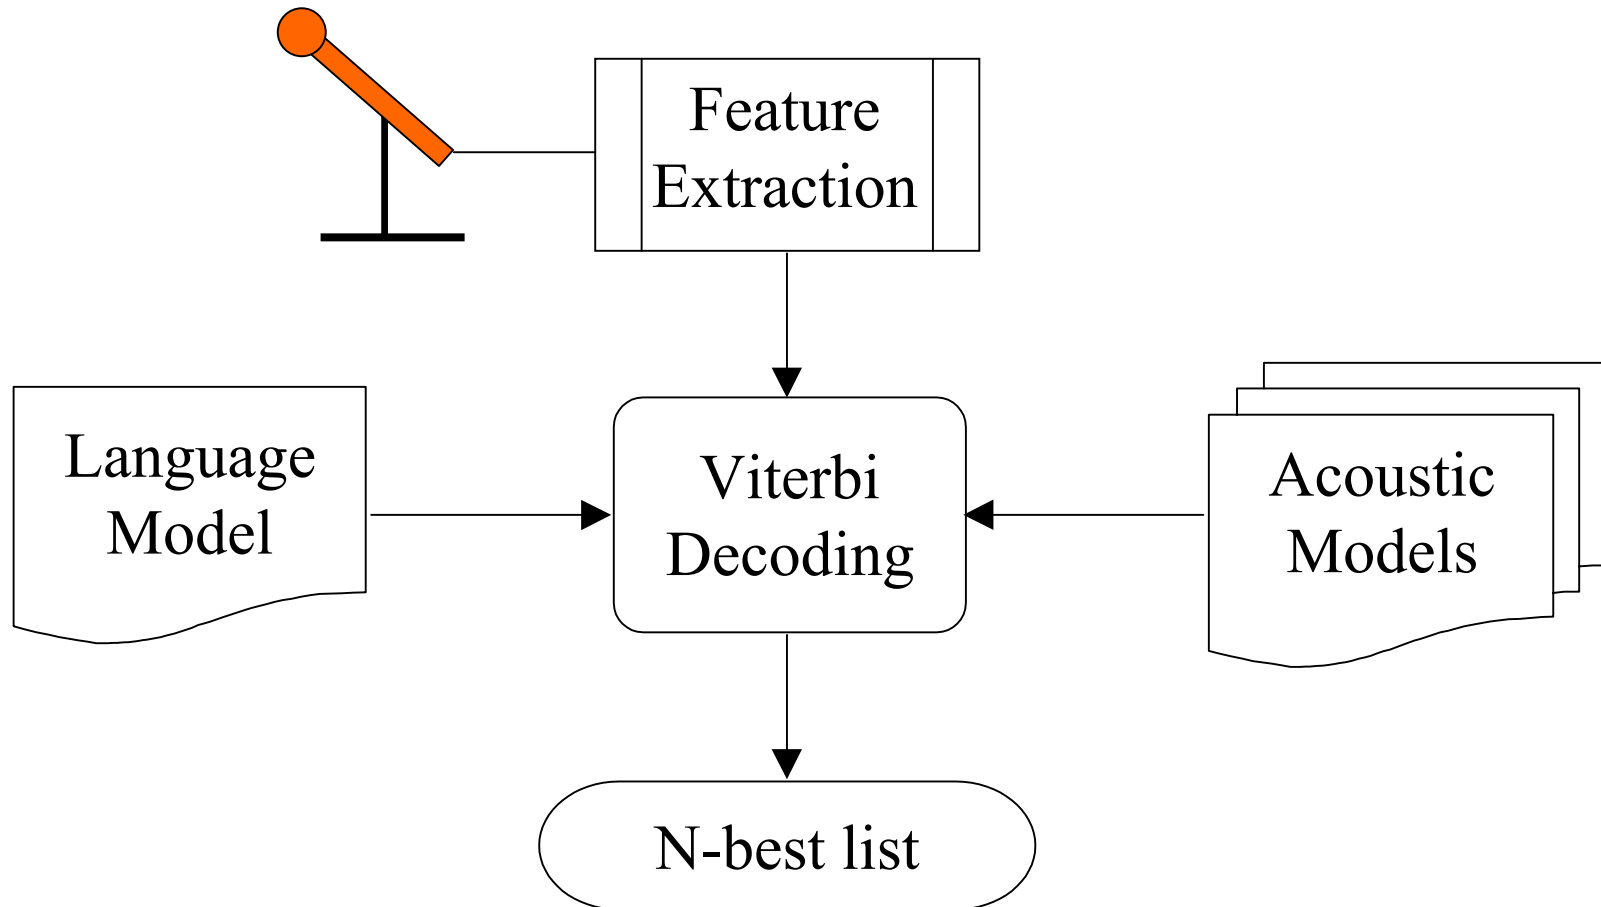 Feature
Extraction
Language
Model
Viterbi
Decoding
Acoustic
Models
N-best list